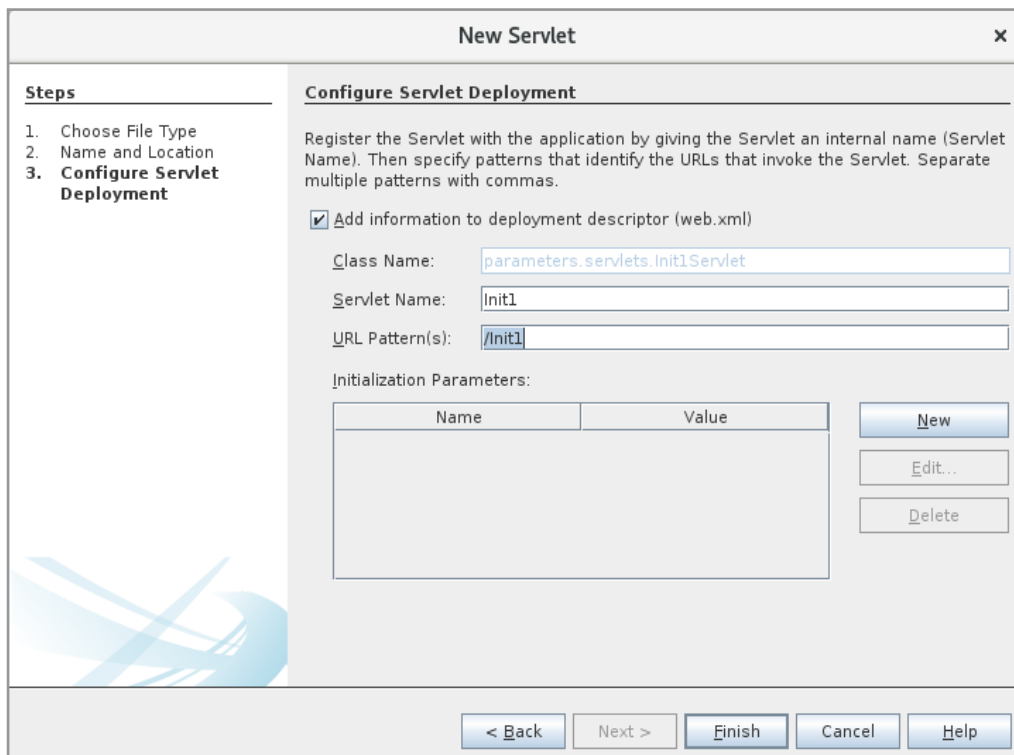 New Servlet
×
Steps
1. Choose File Type
2. Name and Location
3. Configure Servlet
Deployment
Configure Servlet Deployment
Register the Servlet with the application by giving the Servlet an internal name (Servlet
Name). Then specify patterns that identify the URLs that invoke the Servlet. Separate
multiple patterns with commas.
Add information to deployment descriptor (web.xml)
Class Name: parameters.servlets.Init1Servlet
Servlet Name: Init1
URL Pattern(s): /Init1
Initialization Parameters:
Name Value
New
Edit...
Delete
< Back Next > Finish Cancel Help